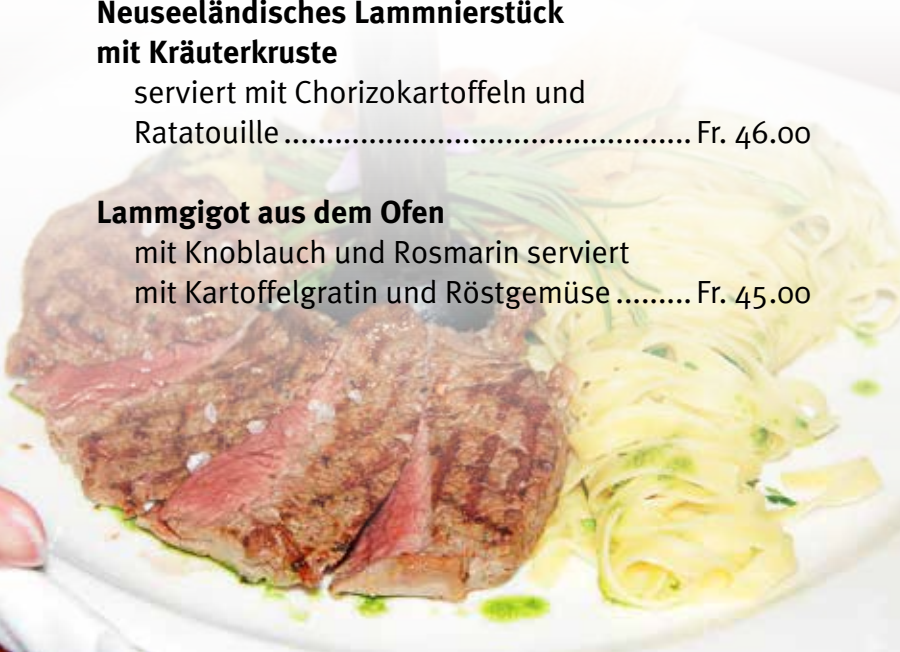 Neuseeländisches Lammnierstück
mit Kräuterkruste
serviert mit Chorizokartoffeln und
Ratatouille................................................ Fr. 46.00
Lammgigot aus dem Ofen
mit Knoblauch und Rosmarin serviert
mit Kartoffelgratin und Röstgemüse......... Fr. 45.00